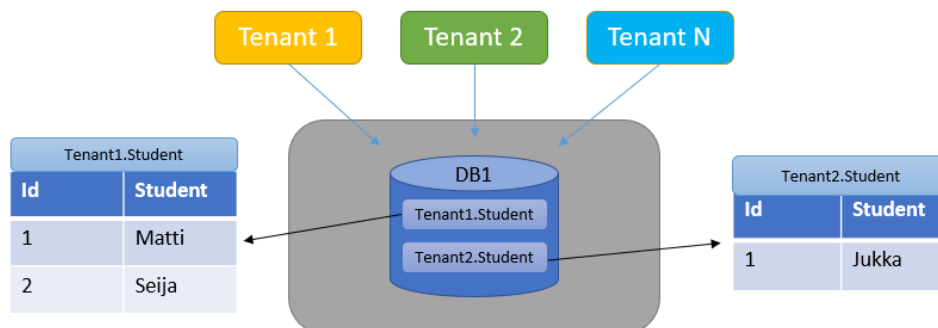 Tenant 1
Tenant 2
Tenant N
Tenant1.Student
Id Student
1 Matti
2 Seija
DB1
Tenant1.Student
Tenant2.Student
Tenant2.Student
Id Student
1 Jukka